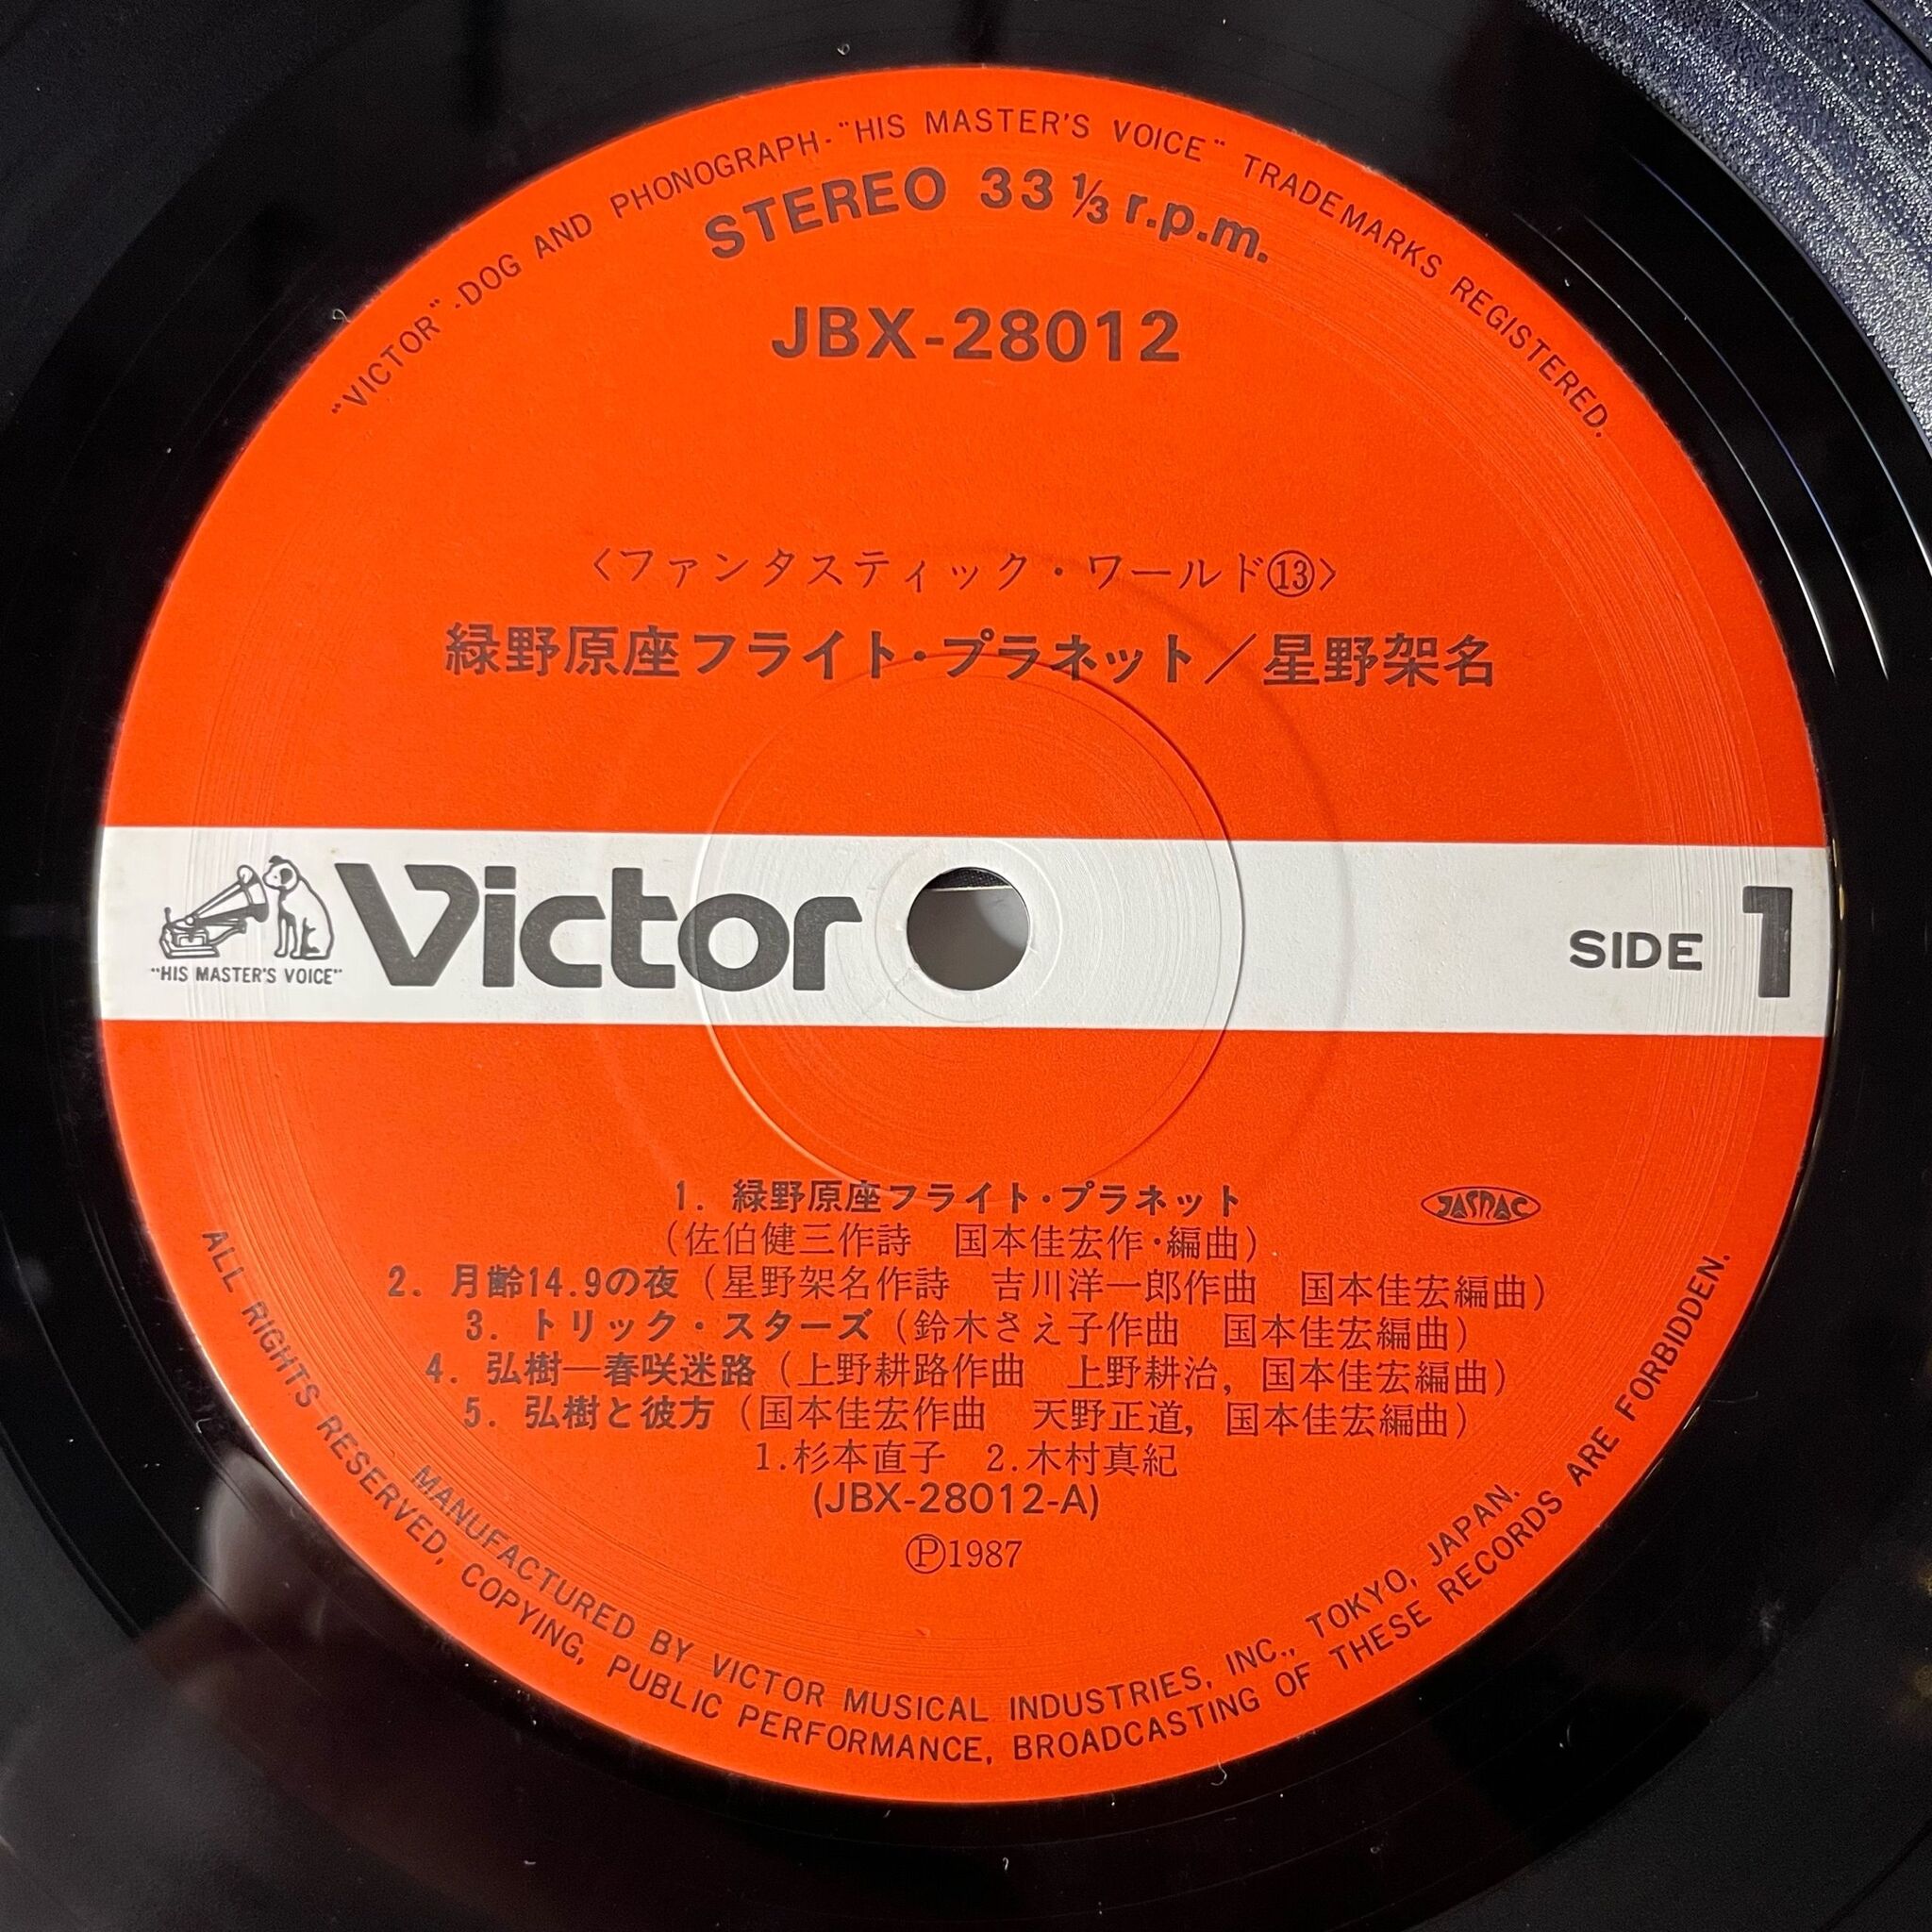 "VICTOR"-DOG AND PHONOGRAPH-"HIS MASTER'S VOICE" TRADEMARKS REGISTERED.
STEREO 33 ⅓ r.p.m.
JBX-28012
〈ファンタスティック・ワールド⑬〉
緑野原座フライト・プラネット／星野架名
"HIS MASTER'S VOICE"
Victor
SIDE 1
1. 緑野原座フライト・プラネット
JASRAC
(佐伯健三作詩　国本佳宏作・編曲)
2. 月齢14.9の夜 (星野架名作詩　吉川洋一郎作曲　国本佳宏編曲)
3. トリック・スターズ (鈴木さえ子作曲　国本佳宏編曲)
4. 弘樹―春咲迷路 (上野耕路作曲　上野耕治, 国本佳宏編曲)
5. 弘樹と彼方 (国本佳宏作曲　天野正道, 国本佳宏編曲)
1.杉本直子　2.木村真紀
(JBX-28012-A)
Ⓟ1987
MANUFACTURED BY VICTOR MUSICAL INDUSTRIES, INC., TOKYO, JAPAN.
ALL RIGHTS RESERVED, COPYING, PUBLIC PERFORMANCE, BROADCASTING OF THESE RECORDS ARE FORBIDDEN.